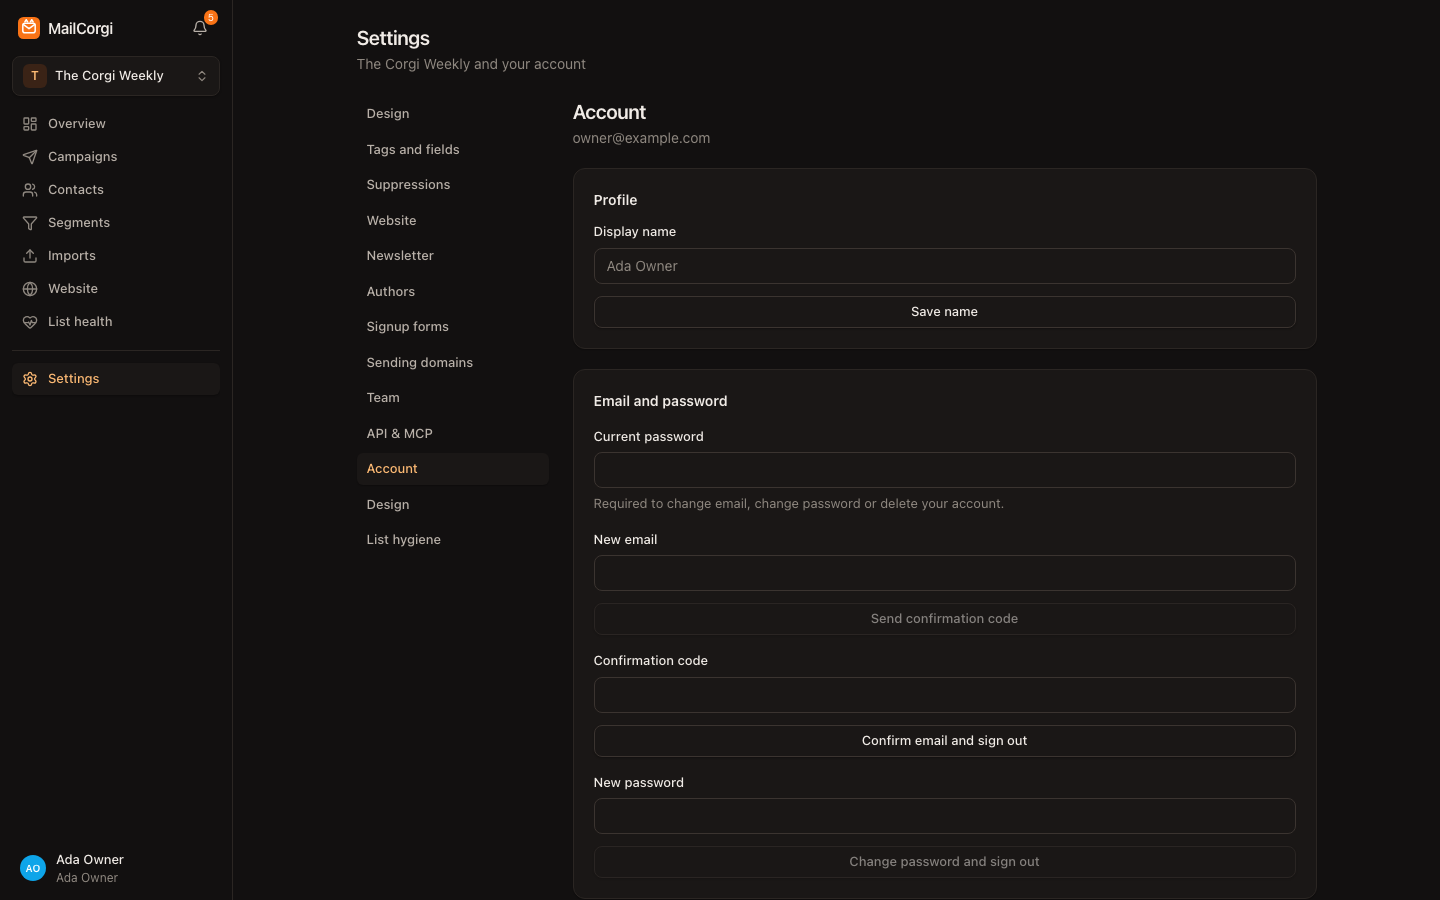 MailCorgi
5
T
The Corgi Weekly
Overview
Campaigns
Contacts
Segments
Imports
Website
List health
Settings
AO
Ada Owner
Ada Owner
Settings
The Corgi Weekly and your account
Design
Tags and fields
Suppressions
Website
Newsletter
Authors
Signup forms
Sending domains
Team
API & MCP
Account
Design
List hygiene
Account
owner@example.com
Profile
Display name
Ada Owner
Save name
Email and password
Current password
Required to change email, change password or delete your account.
New email
Send confirmation code
Confirmation code
Confirm email and sign out
New password
Change password and sign out